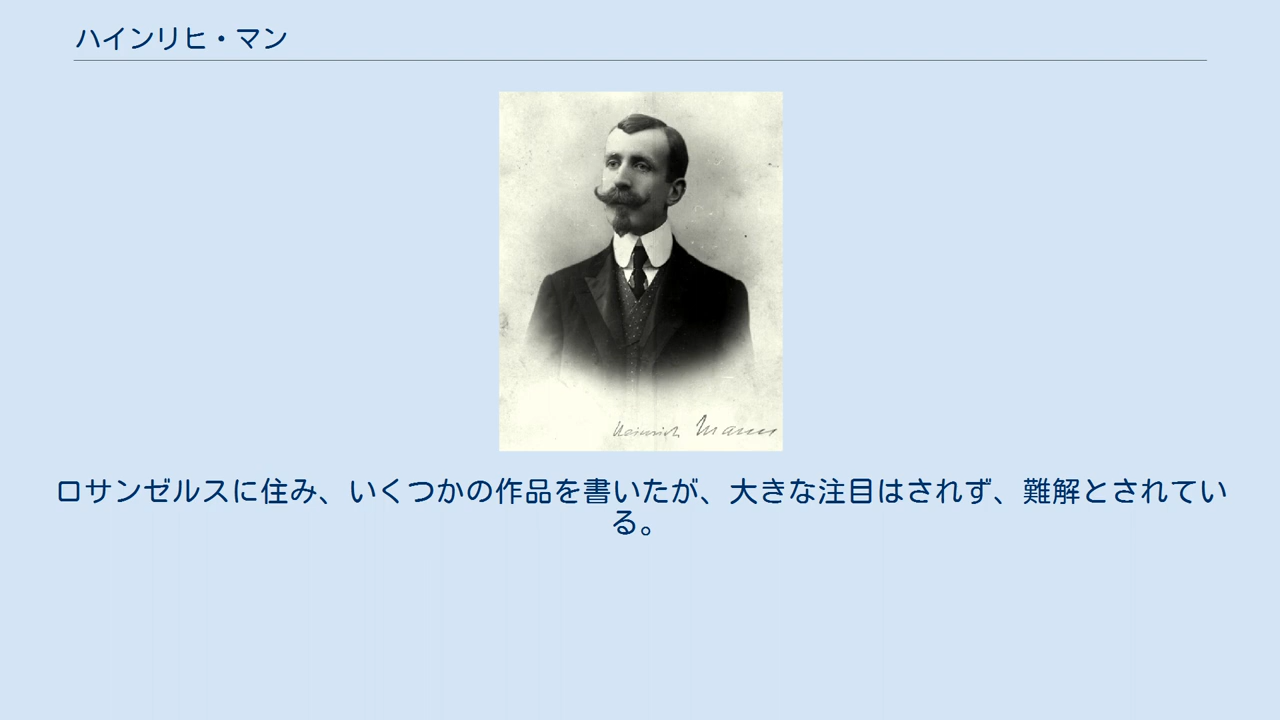 ハインリヒ・マン
Heinrich Mann
ロサンゼルスに住み、いくつかの作品を書いたが、大きな注目はされず、難解とされてい
る。